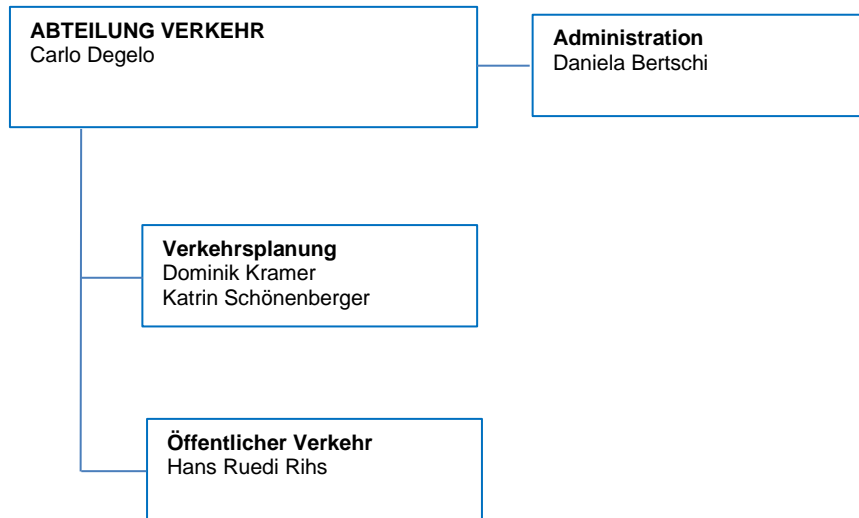 ABTEILUNG VERKEHR
Carlo Degelo
Administration
Daniela Bertschi
Verkehrsplanung
Dominik Kramer
Katrin Schönenberger
Öffentlicher Verkehr
Hans Ruedi Rihs